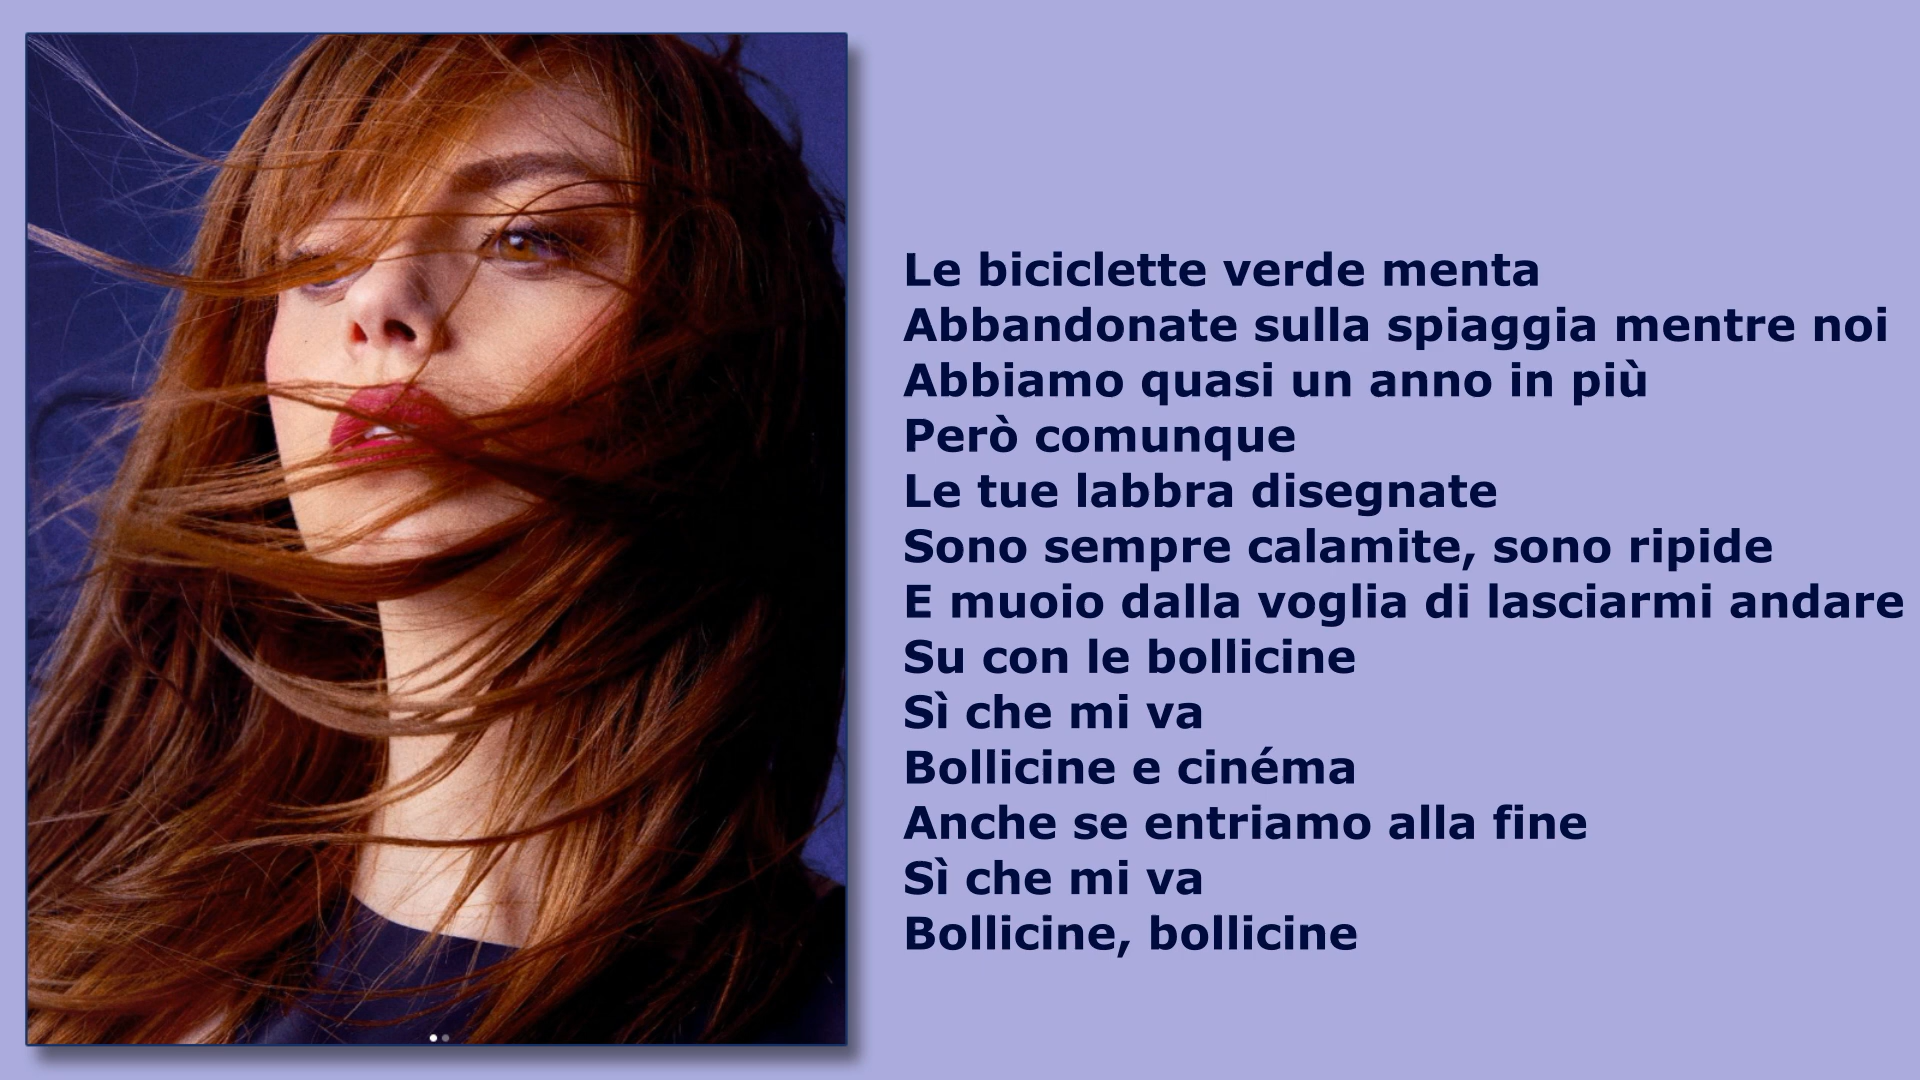 Le biciclette verde menta
Abbandonate sulla spiaggia mentre noi
Abbiamo quasi un anno in più
Però comunque
Le tue labbra disegnate
Sono sempre calamite, sono ripide
E muoio dalla voglia di lasciarmi andare
Su con le bollicine
Sì che mi va
Bollicine e cinéma
Anche se entriamo alla fine
Sì che mi va
Bollicine, bollicine